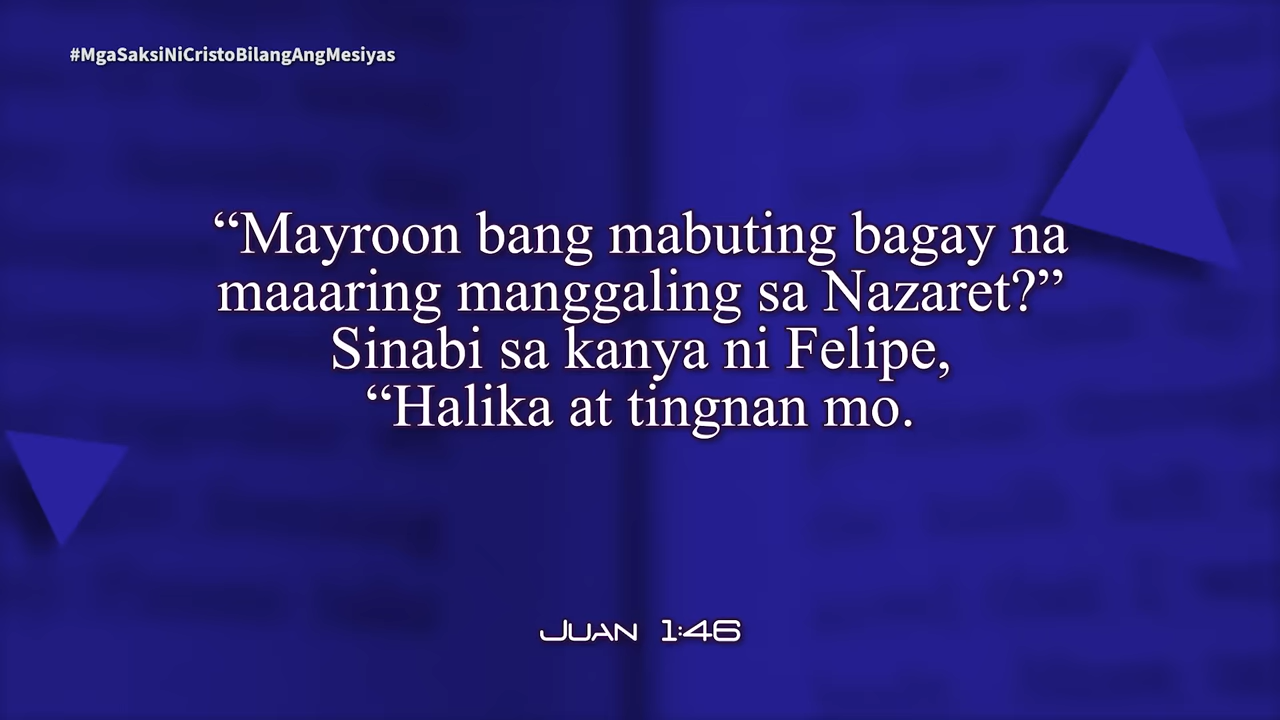 #MgaSaksiNiCristoBilangAngMesiyas
“Mayroon bang mabuting bagay na
maaaring manggaling sa Nazaret?”
Sinabi sa kanya ni Felipe,
“Halika at tingnan mo.
Juan 1:46